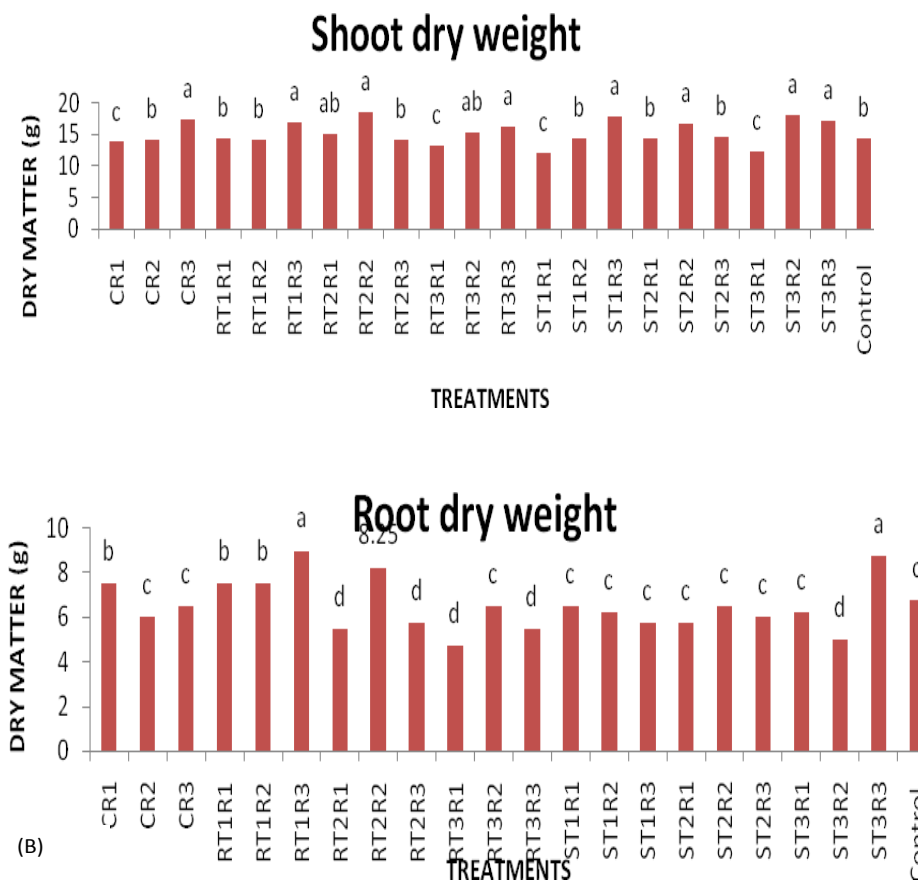 Shoot dry weight
DRY MATTER (g)
20
15
10
5
0
c b a b b a ab a b c ab a c b a b a b c a a b
CR1
CR2
CR3
RT1R1
RT1R2
RT1R3
RT2R1
RT2R2
RT2R3
RT3R1
RT3R2
RT3R3
ST1R1
ST1R2
ST1R3
ST2R1
ST2R2
ST2R3
ST3R1
ST3R2
ST3R3
Control
TREATMENTS
Root dry weight
DRY MATTER (g)
10
8
6
4
2
0
b c c b b a d 8.25 d d c d c c c c c c c d a c
CR1
CR2
CR3
RT1R1
RT1R2
RT1R3
RT2R1
RT2R2
RT2R3
RT3R1
RT3R2
RT3R3
ST1R1
ST1R2
ST1R3
ST2R1
ST2R2
ST2R3
ST3R1
ST3R2
ST3R3
Control
TREATMENTS
(B)